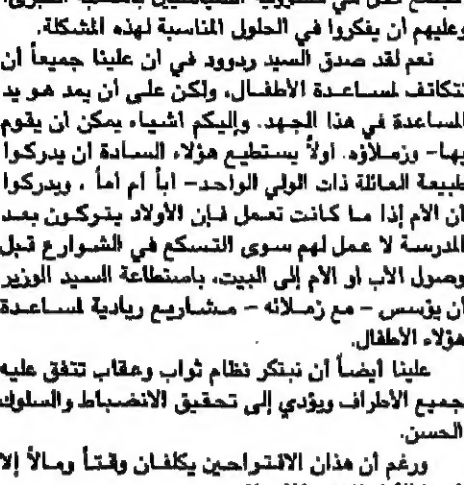 وعليهم أن يفكروا في الحلول المناسبة لهذه المشكلة.
نعم لقد صدق السيد ردوود في ان علينا جميعاً أن
تتكاتف لمساعدة الأطفال، ولكن على أن يمد هو يد
المساعدة في هذا الجهد. وإليكم اشياء يمكن ان يقوم
بها- وزملاؤه. اولاً يستطيع هؤلاء السادة ان يدركوا
طبيعة العائلة ذات الولي الواحد- اباً أم أماً ، ويدركوا
ان الام إذا ما كانت تعمل فإن الأولاد يتركون بعد
المدرسة لا عمل لهم سوى التسكع في الشوارع قبل
وصول الأب او الام إلى البيت، باستطاعة السيد الوزير
ان يؤسس - مع زملائه - مشاريع ريادية لمساعدة
هؤلاء الأطفال.
علينا ايضاً أن نبتكر نظام ثواب وعقاب تتفق عليه
جميع الأطراف ويؤدي إلى تحقيق الانضباط والسلوك
الحسن.
ورغم أن هذان الاقتراحين يكلفان وقتاً ومالاً إلا